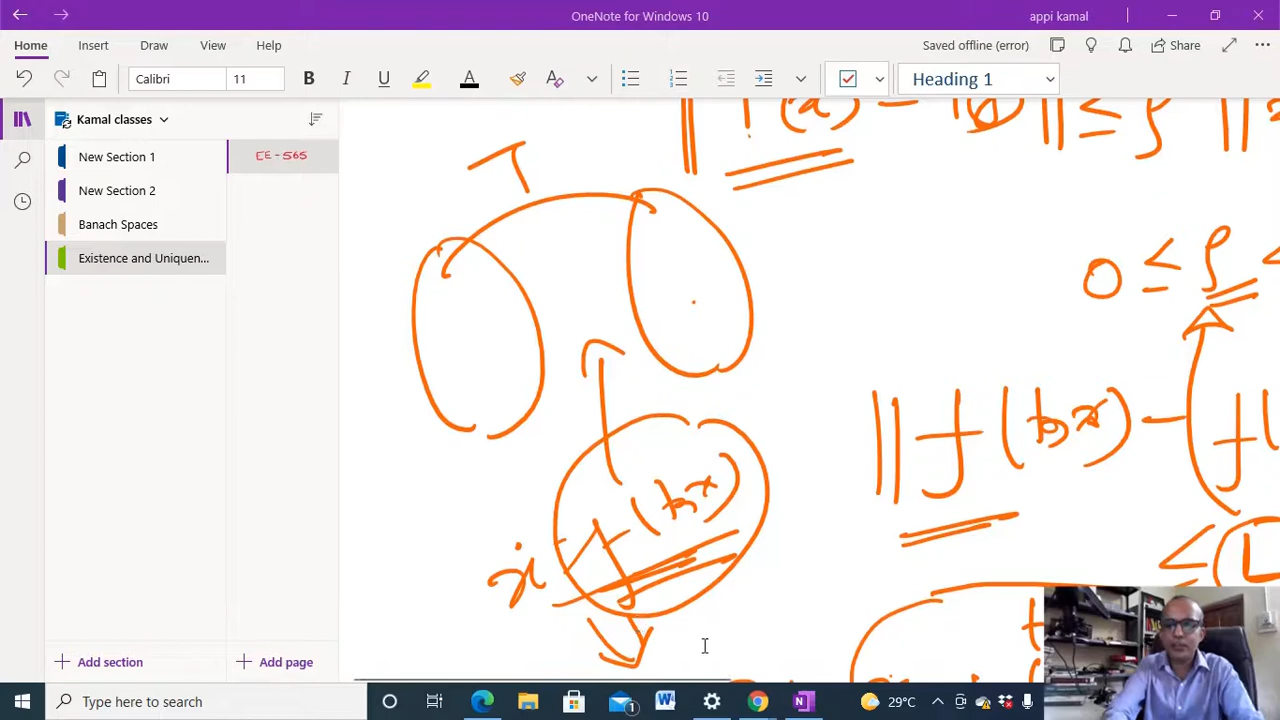 OneNote for Windows 10
appi kamal
Home Insert Draw View Help
Saved offline (error)
Share
Calibri
11
B I U A
Heading 1
Kamal classes
New Section 1
New Section 2
Banach Spaces
Existence and Uniquen...
EE-565
T
|| T(x) - || ≤ ρ ||
0 ≤ ρ <
|| f(t,x) - f(
ẋ = f(t,x)
≤ L
Add section
Add page
Type here to search
1
29°C